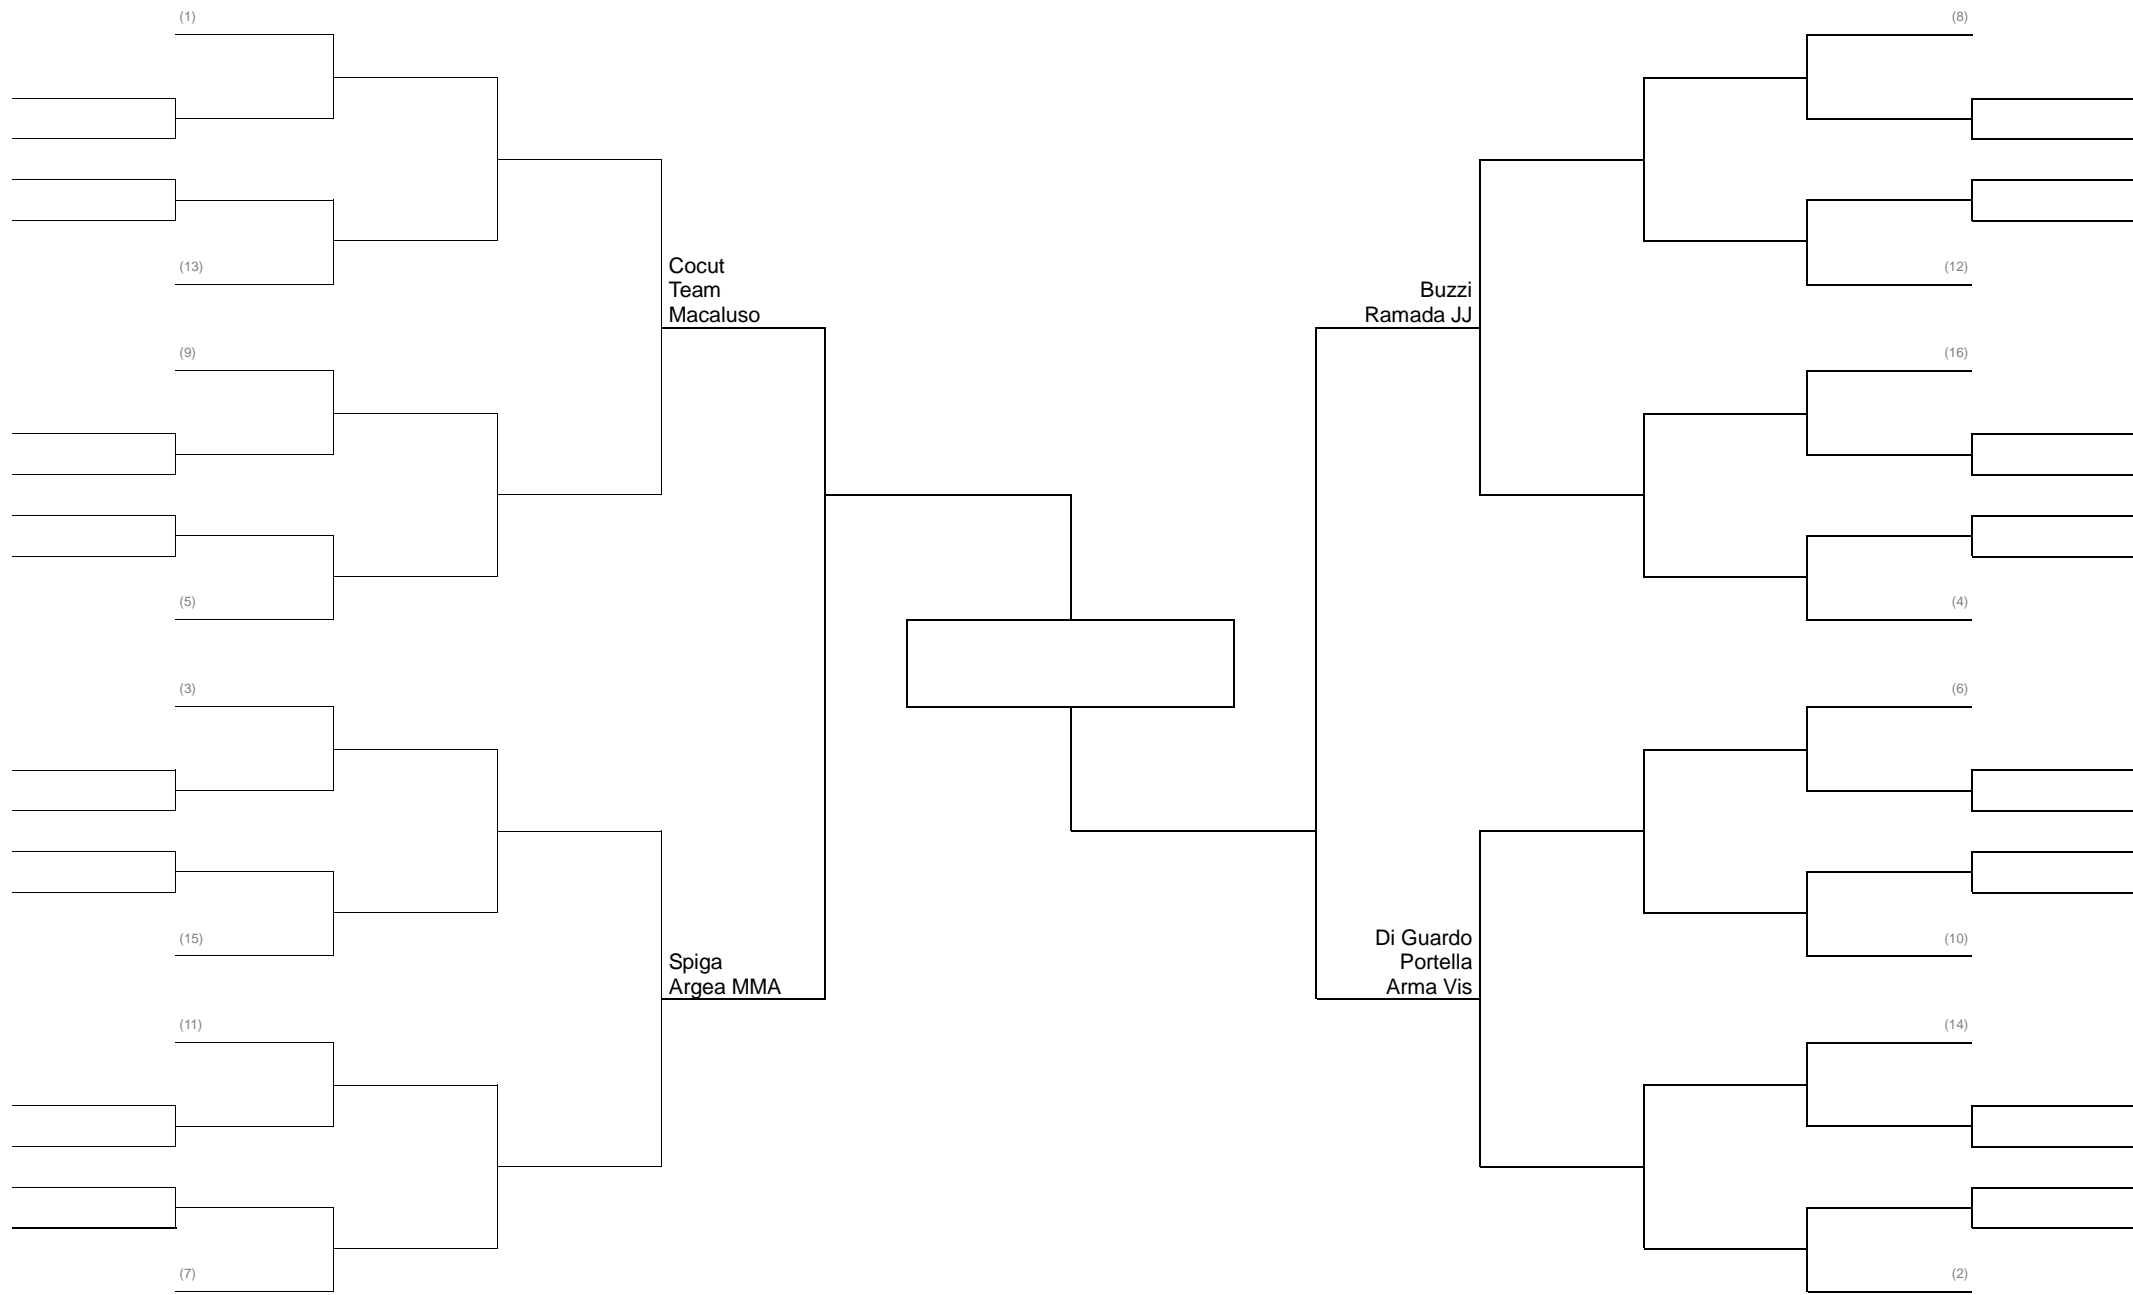 (1)
(8)
(13)
(12)
Cocut
Team
Macaluso
Buzzi
Ramada JJ
(9)
(16)
(5)
(4)
(3)
(6)
(15)
(10)
Spiga
Argea MMA
Di Guardo
Portella
Arma Vis
(11)
(14)
(7)
(2)